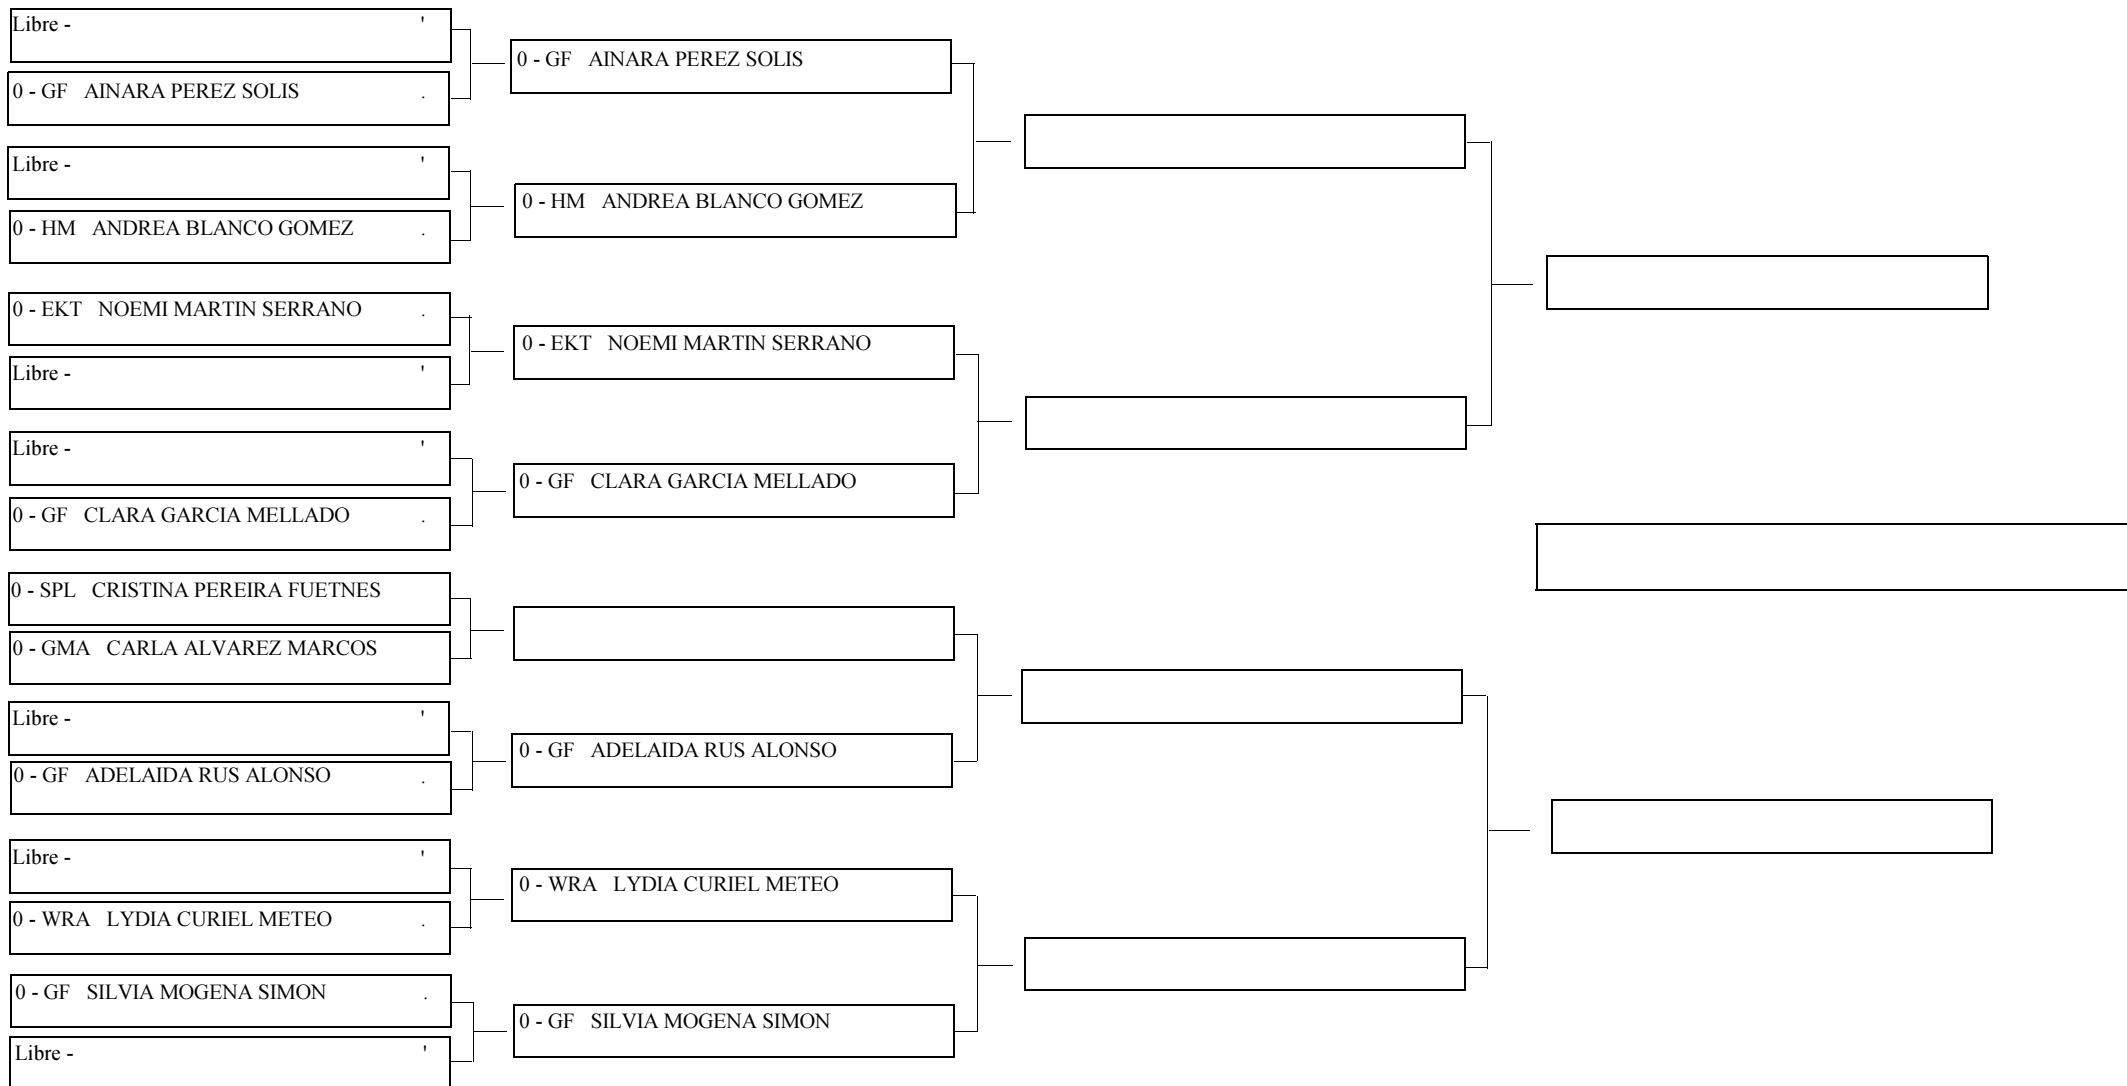 Libre - '
0 - GF AINARA PEREZ SOLIS .
Libre - '
0 - HM ANDREA BLANCO GOMEZ .
0 - EKT NOEMI MARTIN SERRANO .
Libre - '
Libre - '
0 - GF CLARA GARCIA MELLADO .
0 - SPL CRISTINA PEREIRA FUETNES
0 - GMA CARLA ALVAREZ MARCOS
Libre - '
0 - GF ADELAIDA RUS ALONSO .
Libre - '
0 - WRA LYDIA CURIEL METEO .
0 - GF SILVIA MOGENA SIMON .
Libre - '
0 - GF AINARA PEREZ SOLIS
0 - HM ANDREA BLANCO GOMEZ
0 - EKT NOEMI MARTIN SERRANO
0 - GF CLARA GARCIA MELLADO
0 - GF ADELAIDA RUS ALONSO
0 - WRA LYDIA CURIEL METEO
0 - GF SILVIA MOGENA SIMON